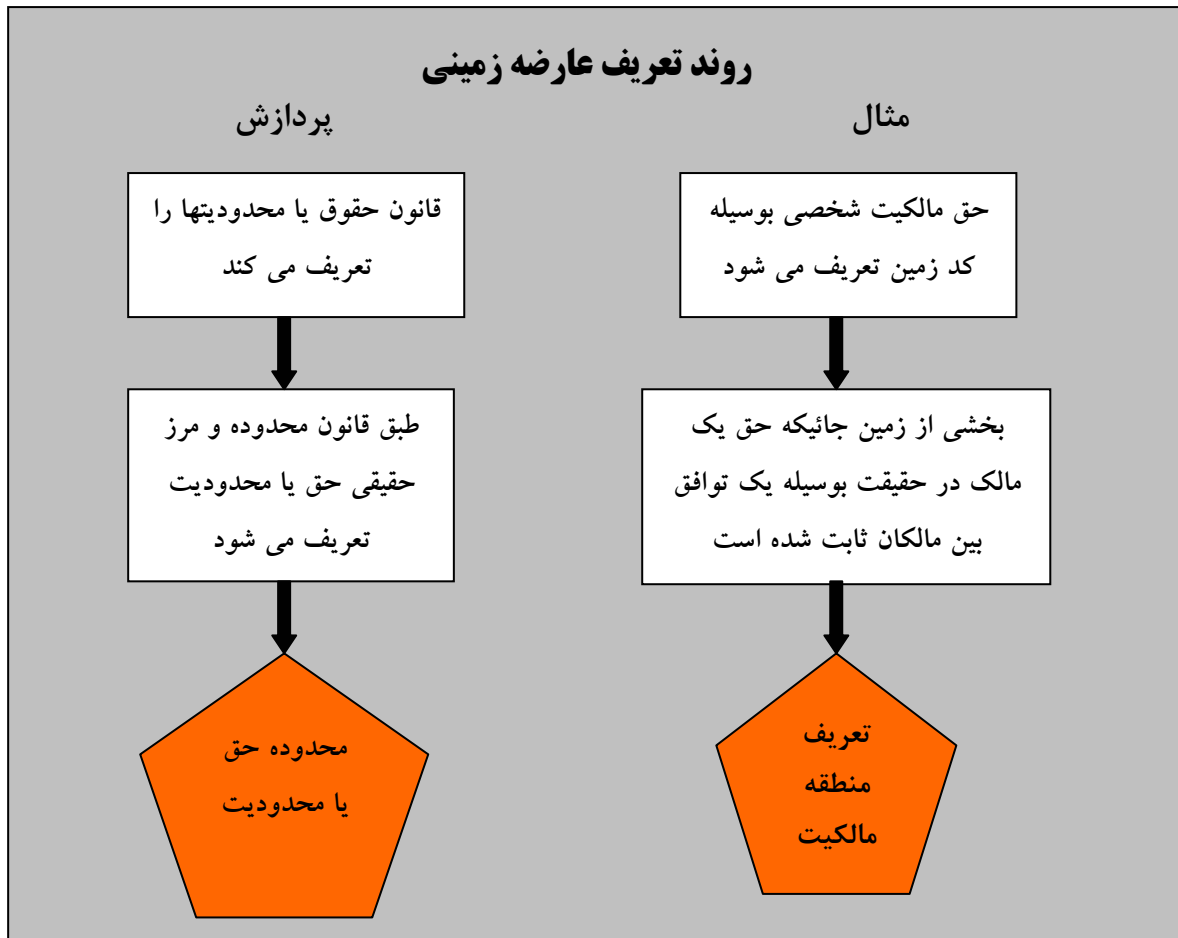 روند تعریف عارضه زمینی
مثال
حق مالکیت شخصی بوسیله
کد زمین تعریف می شود
بخشی از زمین جائیکه حق یک
مالک در حقیقت بوسیله یک توافق
بین مالکان ثابت شده است
تعریف
منطقه
مالکیت
پردازش
قانون حقوق یا محدودیتها را
تعریف می کند
طبق قانون محدوده و مرز
حقیقی حق یا محدودیت
تعریف می شود
محدوده حق
یا محدودیت